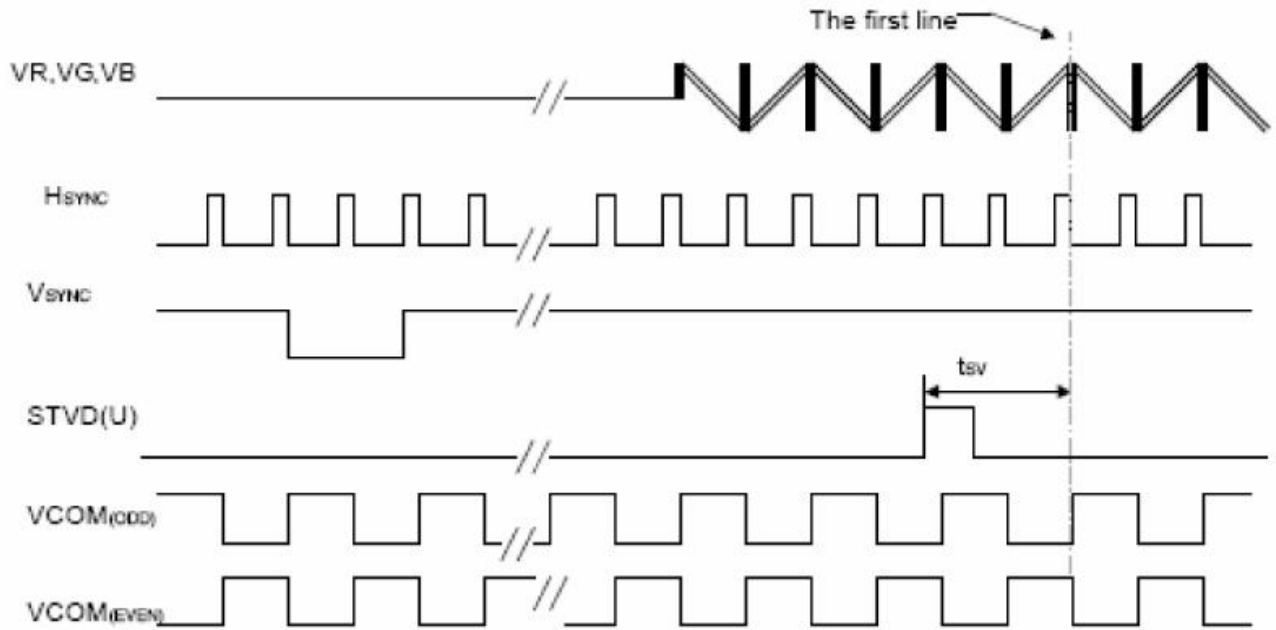 The first line
VR,VG,VB
HSYNC
VSYNC
tsv
STVD(U)
VCOM(ODD)
VCOM(EVEN)